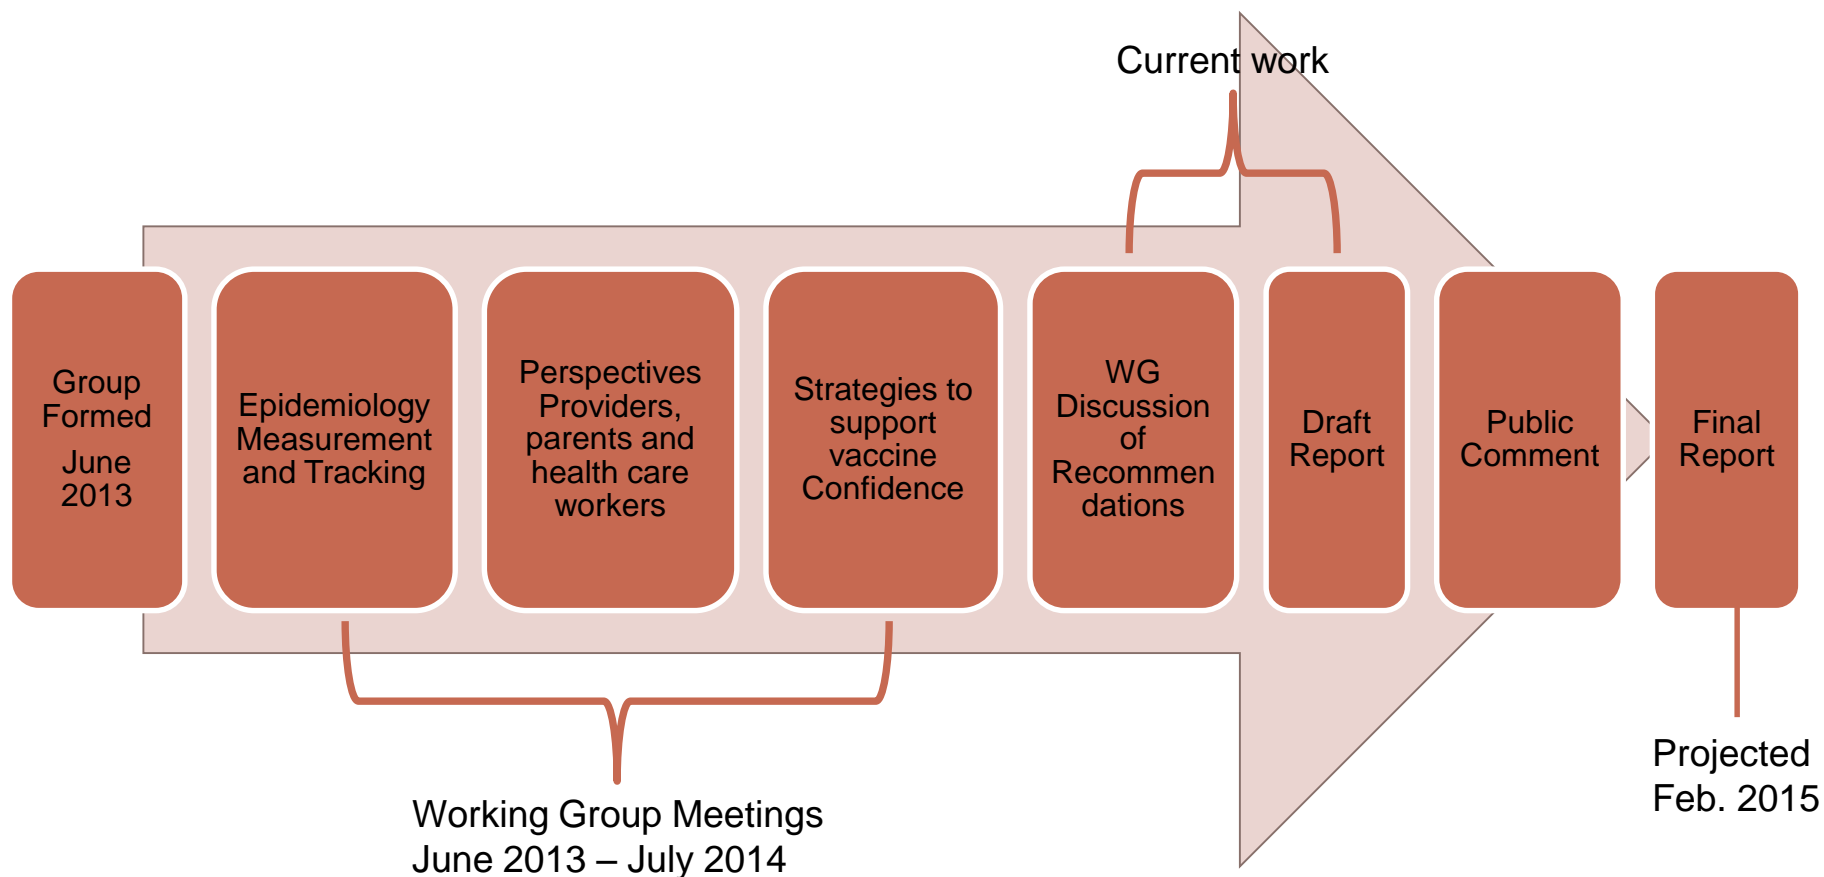 Current work
Group
Formed
June
2013
Epidemiology
Measurement
and Tracking
Perspectives
Providers,
parents and
health care
workers
Strategies to
support
vaccine
Confidence
WG
Discussion
of
Recommen
dations
Draft
Report
Public
Comment
Final
Report
Working Group Meetings
June 2013 – July 2014
Projected
Feb. 2015